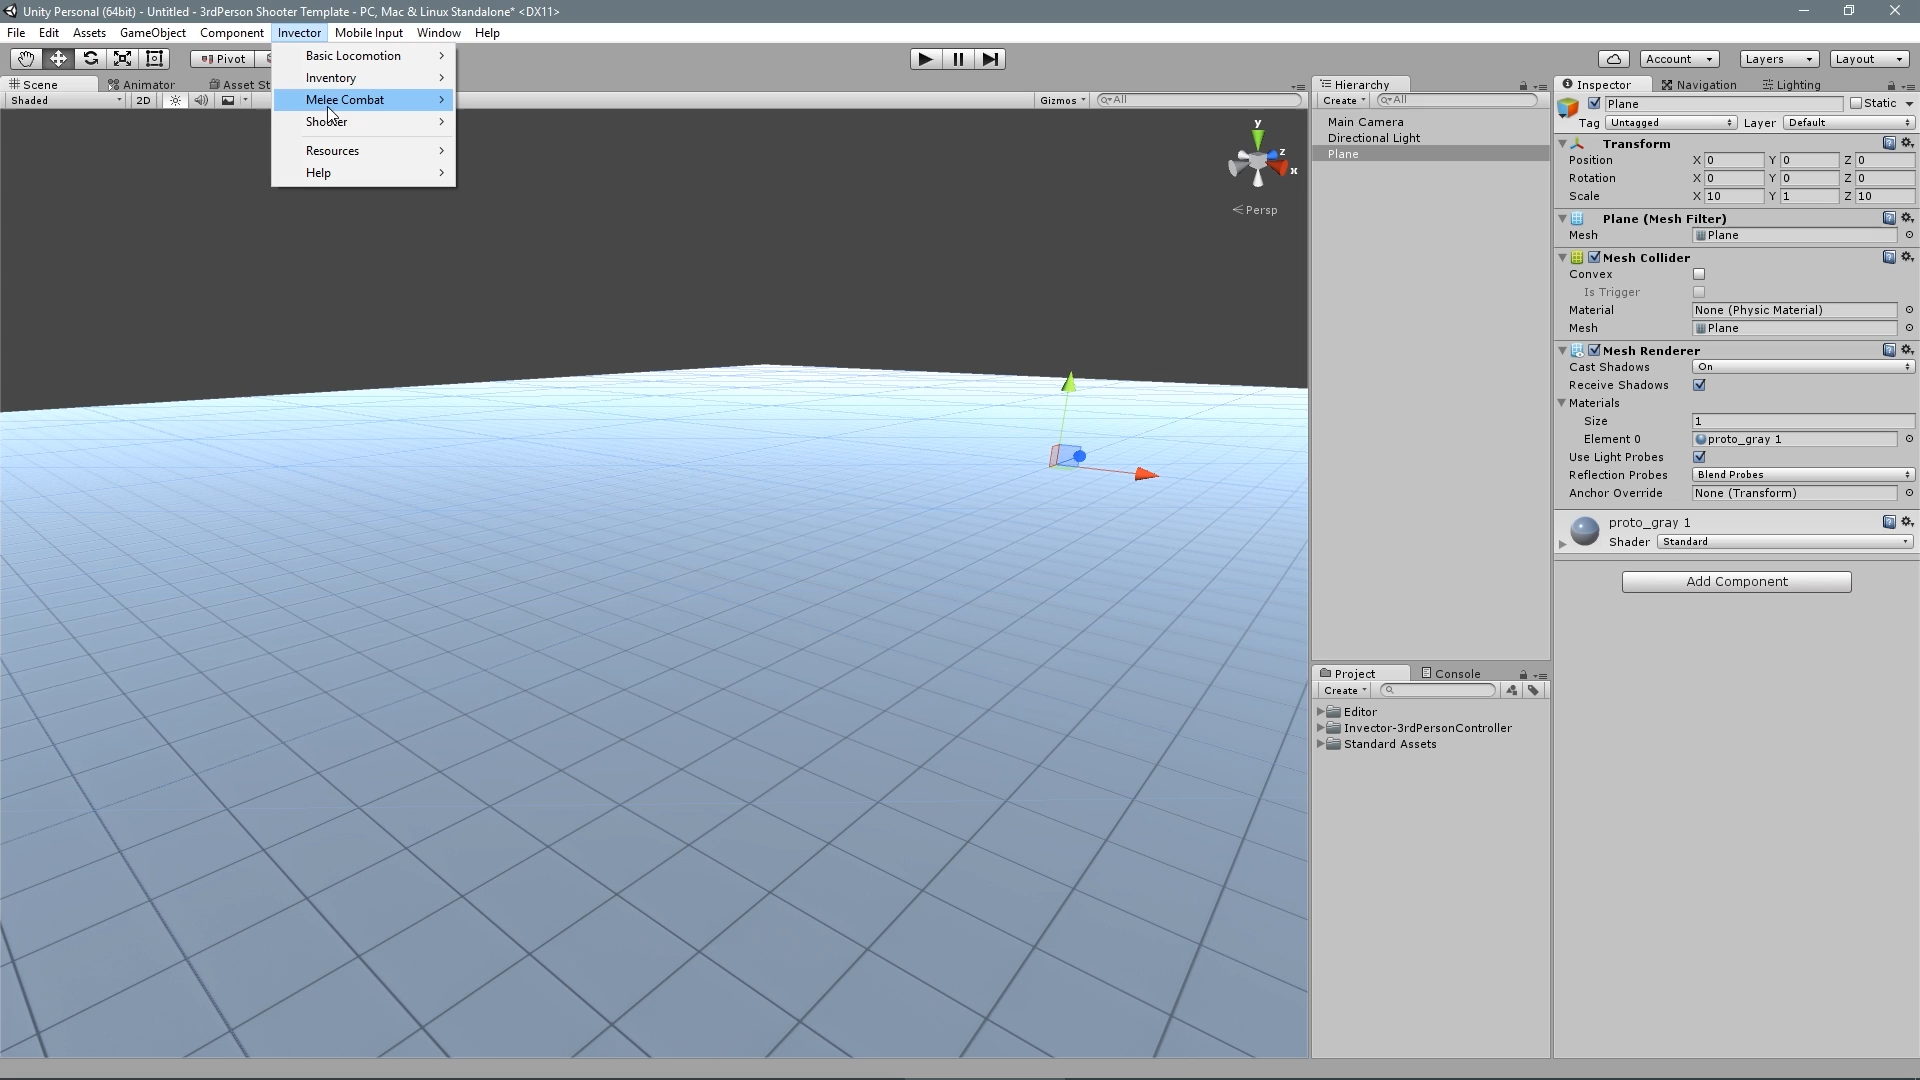 Unity Personal (64bit) - Untitled - 3rdPerson Shooter Template - PC, Mac & Linux Standalone* <DX11>
File Edit Assets GameObject Component Invector Mobile Input Window Help
Pivot
Account Layers Layout
Scene Animator Asset St
Shaded 2D Gizmos All
Basic Locomotion
Inventory
Melee Combat
Shooter
Resources
Help
y
z
x
Persp
Hierarchy
Create All
Main Camera
Directional Light
Plane
Project Console
Create
Editor
Invector-3rdPersonController
Standard Assets
Inspector Navigation Lighting
Plane Static
Tag Untagged Layer Default
Transform
Position X 0 Y 0 Z 0
Rotation X 0 Y 0 Z 0
Scale X 10 Y 1 Z 10
Plane (Mesh Filter)
Mesh Plane
Mesh Collider
Convex
Is Trigger
Material None (Physic Material)
Mesh Plane
Mesh Renderer
Cast Shadows On
Receive Shadows
Materials
Size 1
Element 0 proto_gray 1
Use Light Probes
Reflection Probes Blend Probes
Anchor Override None (Transform)
proto_gray 1
Shader Standard
Add Component